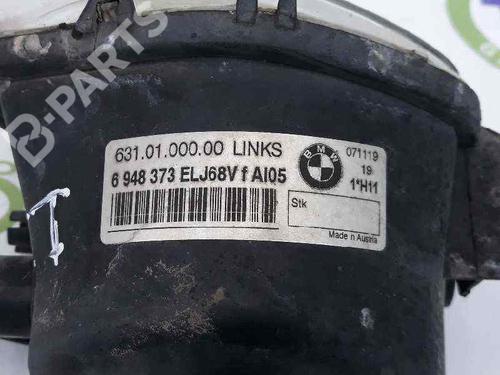 B-PARTS
631.01.000.00 LINKS
6 948 373 ELJ68V f AI05
BMW
071119
19
1*H11
Stk
Made n Austria
I